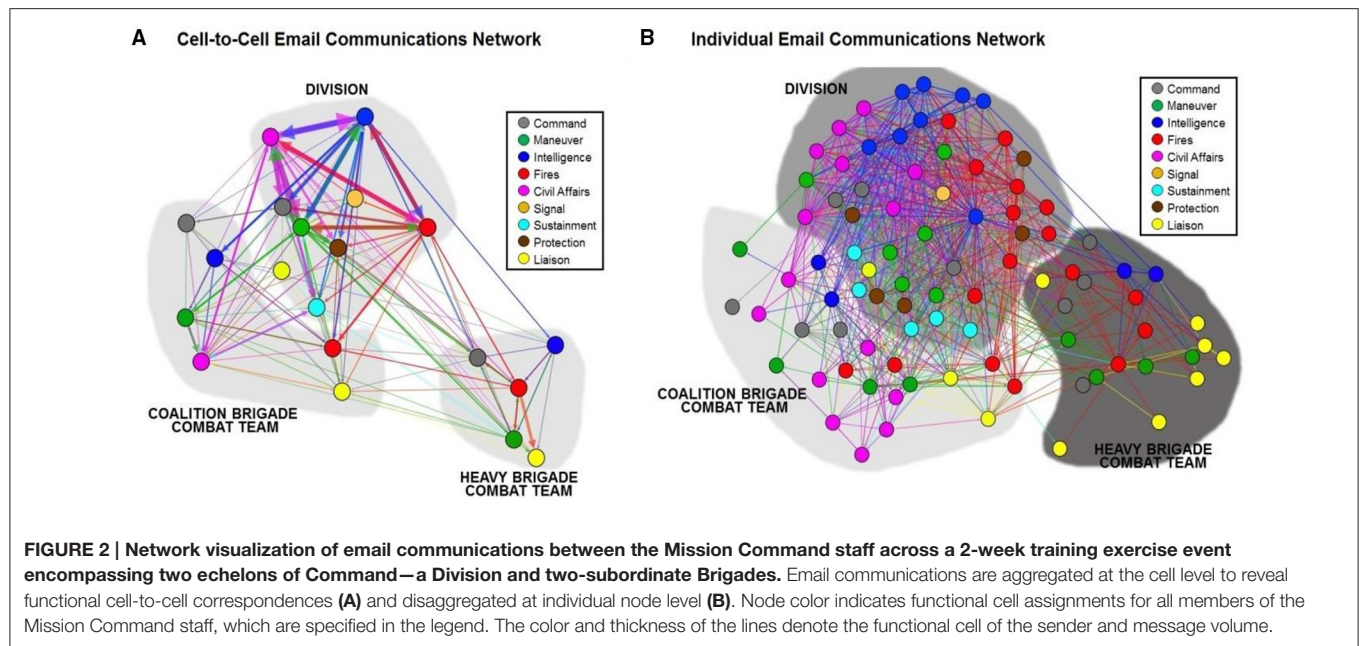 A Cell-to-Cell Email Communications Network
DIVISION
Command
Maneuver
Intelligence
Fires
Civil Affairs
Signal
Sustainment
Protection
Liaison
COALITION BRIGADE
COMBAT TEAM
HEAVY BRIGADE
COMBAT TEAM
B Individual Email Communications Network
DIVISION
Command
Maneuver
Intelligence
Fires
Civil Affairs
Signal
Sustainment
Protection
Liaison
COALITION BRIGADE
COMBAT TEAM
HEAVY BRIGADE
COMBAT TEAM
FIGURE 2 | Network visualization of email communications between the Mission Command staff across a 2-week training exercise event
encompassing two echelons of Command—a Division and two-subordinate Brigades. Email communications are aggregated at the cell level to reveal
functional cell-to-cell correspondences (A) and disaggregated at individual node level (B). Node color indicates functional cell assignments for all members of the
Mission Command staff, which are specified in the legend. The color and thickness of the lines denote the functional cell of the sender and message volume.